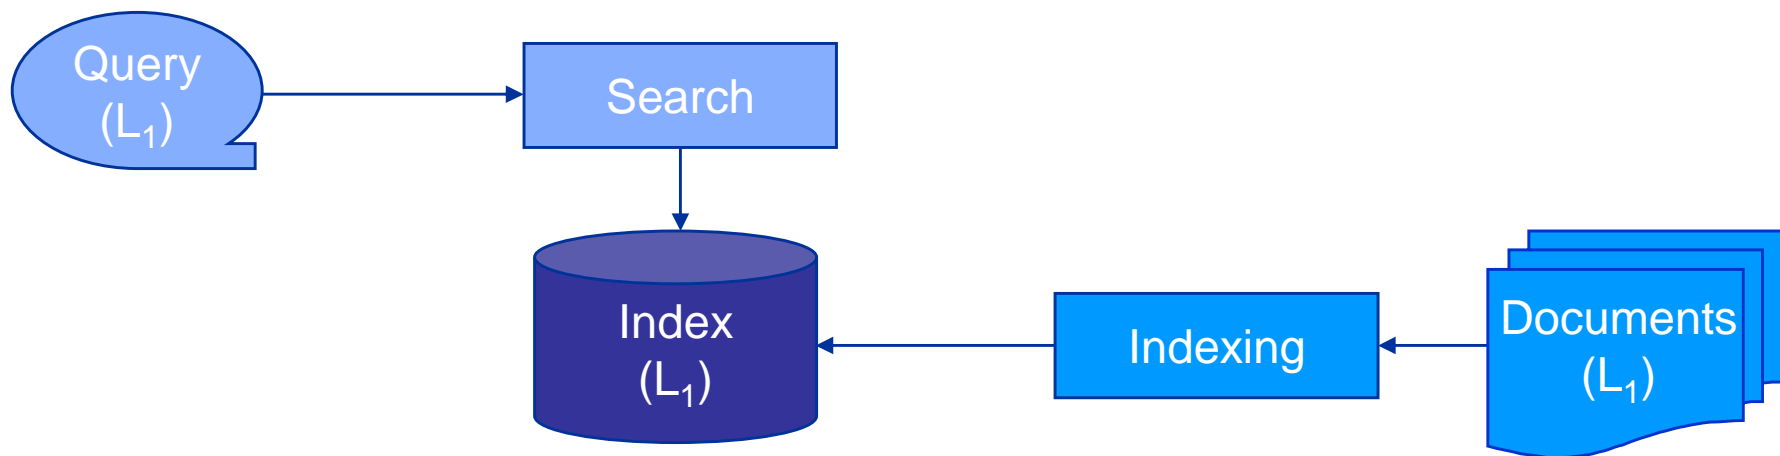 Query
(L₁)
Search
Index
(L₁)
Indexing
Documents
(L₁)